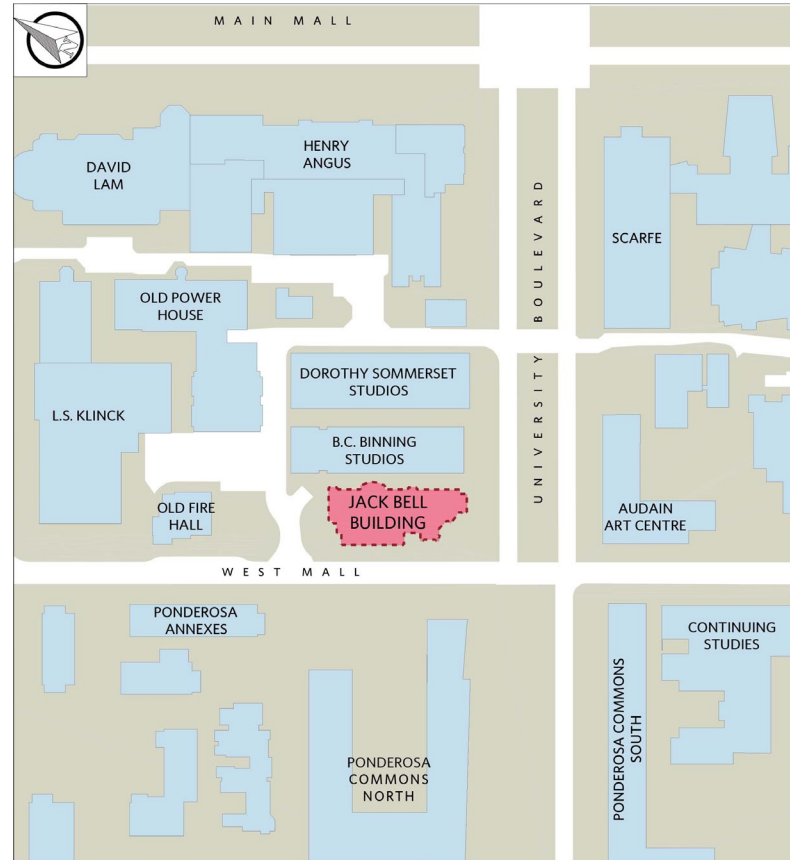 MAIN MALL
DAVID
LAM
HENRY
ANGUS
UNIVERSITY BOULEVARD
SCARFE
OLD POWER
HOUSE
DOROTHY SOMMERSET
STUDIOS
L.S. KLINCK
B.C. BINNING
STUDIOS
JACK BELL
BUILDING
OLD FIRE
HALL
AUDAIN
ART CENTRE
WEST MALL
PONDEROSA
ANNEXES
CONTINUING
STUDIES
PONDEROSA COMMONS
SOUTH
PONDEROSA
COMMONS
NORTH